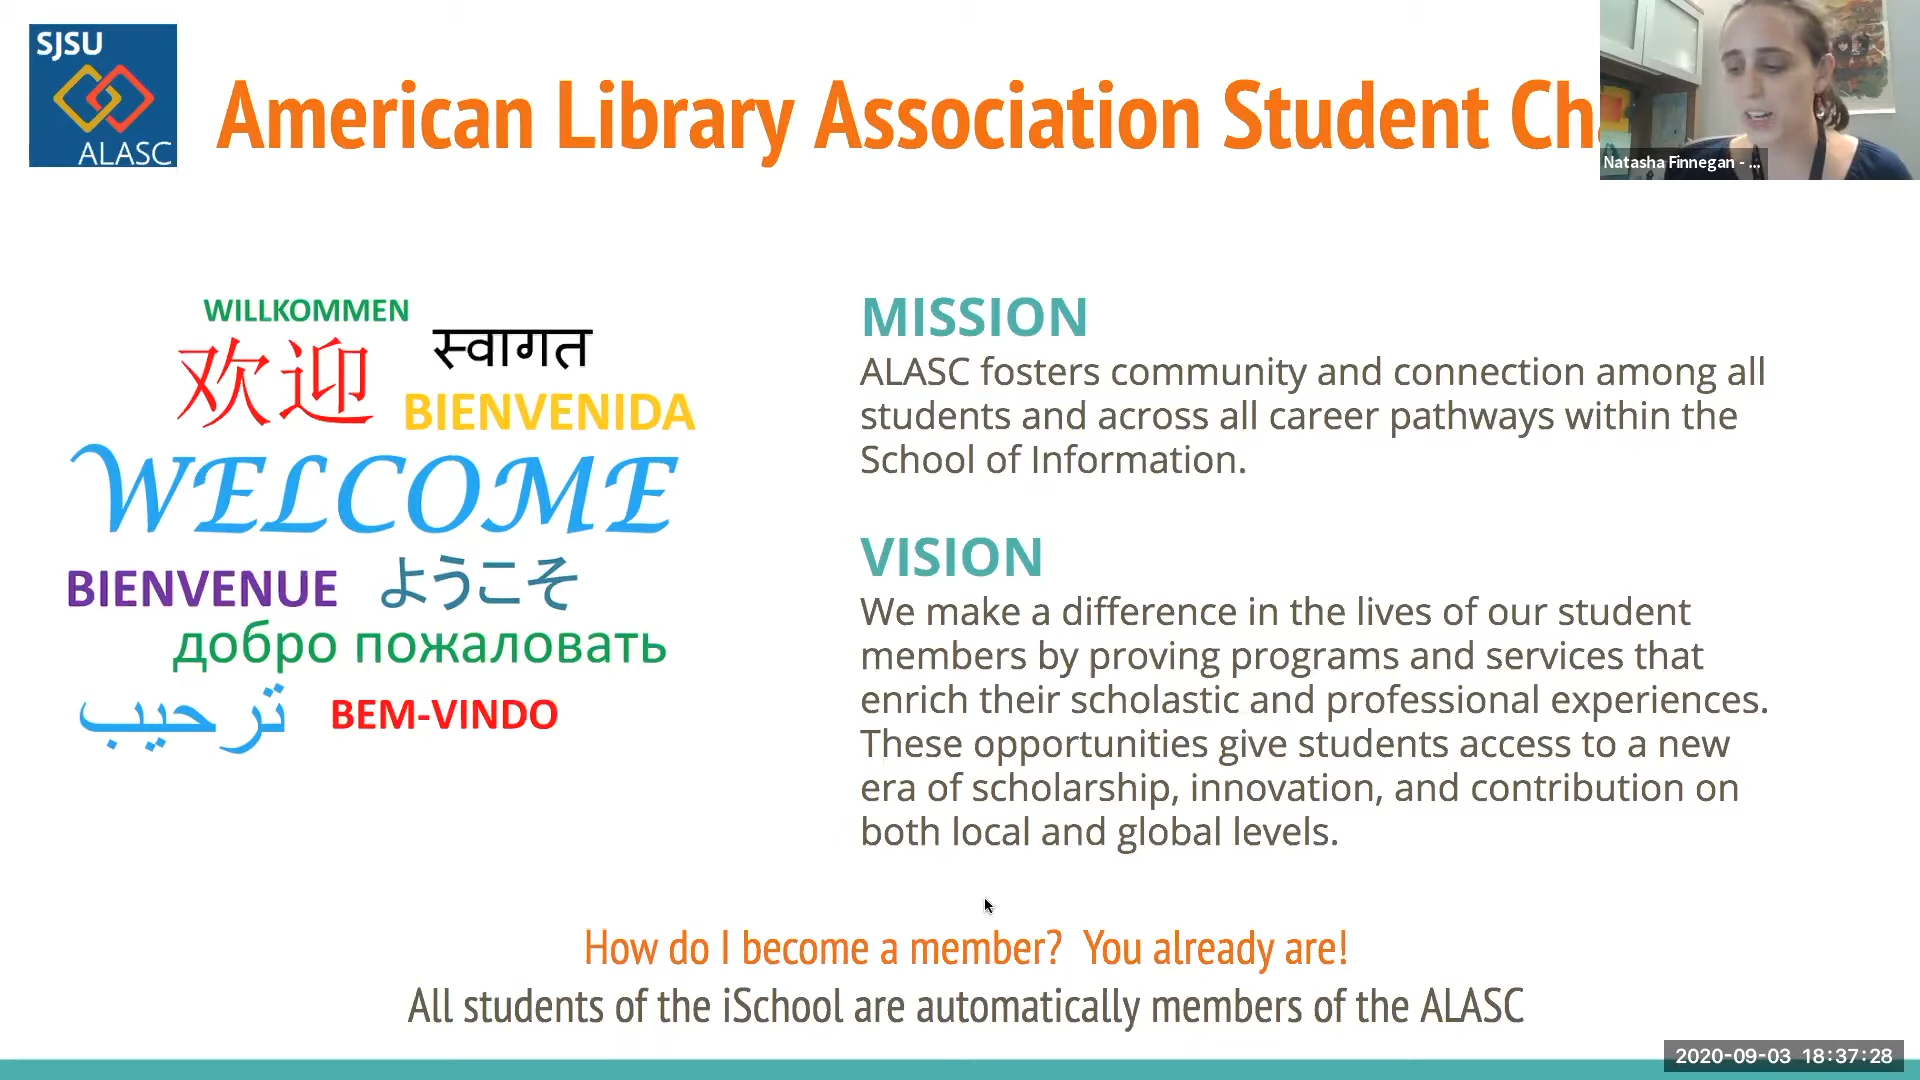 SJSU
ALASC
American Library Association Student Ch
Natasha Finnegan - ...
WILLKOMMEN
欢迎
स्वागत
BIENVENIDA
WELCOME
BIENVENUE
ようこそ
добро пожаловать
ترحيب
BEM-VINDO
MISSION
ALASC fosters community and connection among all
students and across all career pathways within the
School of Information.
VISION
We make a difference in the lives of our student
members by proving programs and services that
enrich their scholastic and professional experiences.
These opportunities give students access to a new
era of scholarship, innovation, and contribution on
both local and global levels.
How do I become a member? You already are!
All students of the iSchool are automatically members of the ALASC
2020-09-03 18:37:28